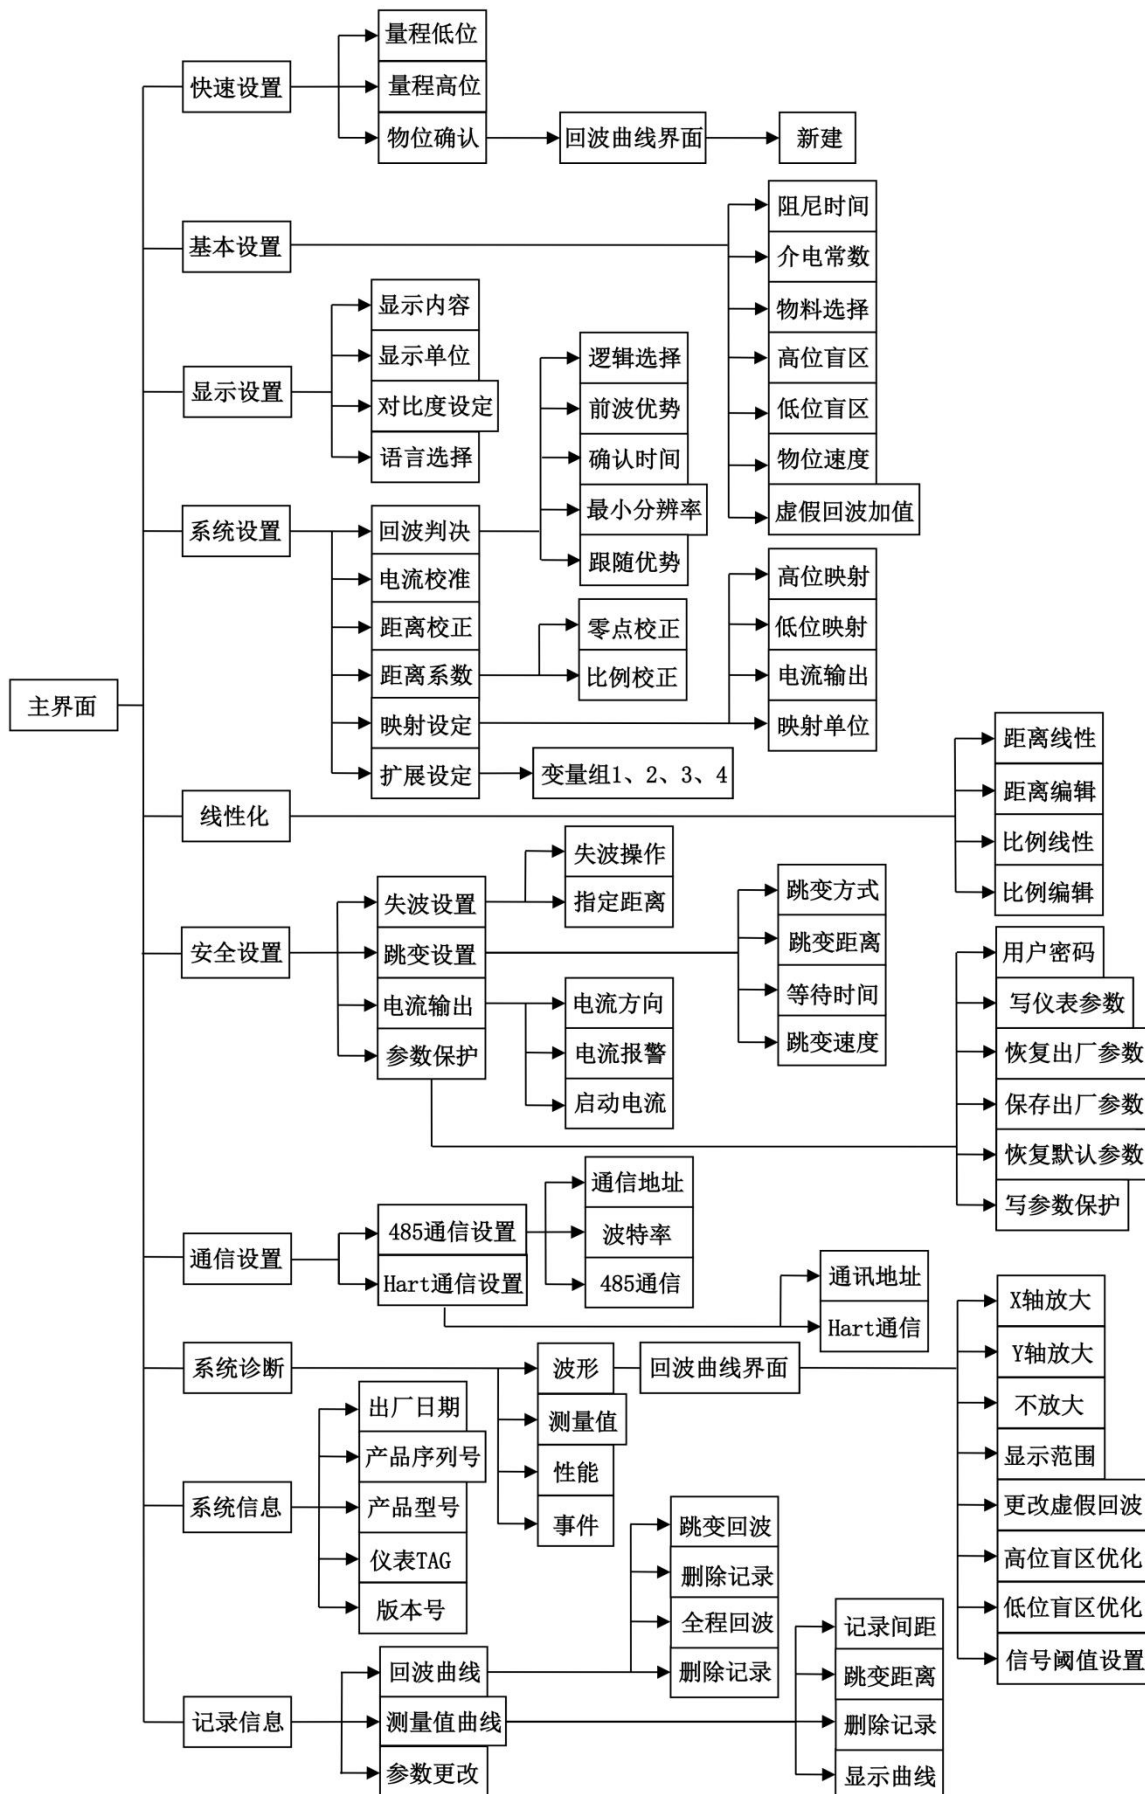 主界面
快速设置
量程低位
量程高位
物位确认
回波曲线界面
新建
基本设置
阻尼时间
介电常数
物料选择
高位盲区
低位盲区
物位速度
虚假回波加值
显示设置
显示内容
显示单位
对比度设定
语言选择
系统设置
回波判决
逻辑选择
前波优势
确认时间
最小分辨率
跟随优势
电流校准
距离校正
距离系数
零点校正
比例校正
映射设定
高位映射
低位映射
电流输出
映射单位
扩展设定
变量组1、2、3、4
线性化
距离线性
距离编辑
比例线性
比例编辑
安全设置
失波设置
失波操作
指定距离
跳变设置
跳变方式
跳变距离
等待时间
跳变速度
电流输出
电流方向
电流报警
启动电流
参数保护
用户密码
写仪表参数
恢复出厂参数
保存出厂参数
恢复默认参数
写参数保护
通信设置
485通信设置
通信地址
波特率
485通信
Hart通信设置
通讯地址
Hart通信
系统诊断
波形
回波曲线界面
X轴放大
Y轴放大
不放大
显示范围
更改虚假回波
高位盲区优化
低位盲区优化
信号阈值设置
测量值
性能
事件
系统信息
出厂日期
产品序列号
产品型号
仪表TAG
版本号
记录信息
回波曲线
跳变回波
删除记录
全程回波
删除记录
测量值曲线
记录间距
跳变距离
删除记录
显示曲线
参数更改